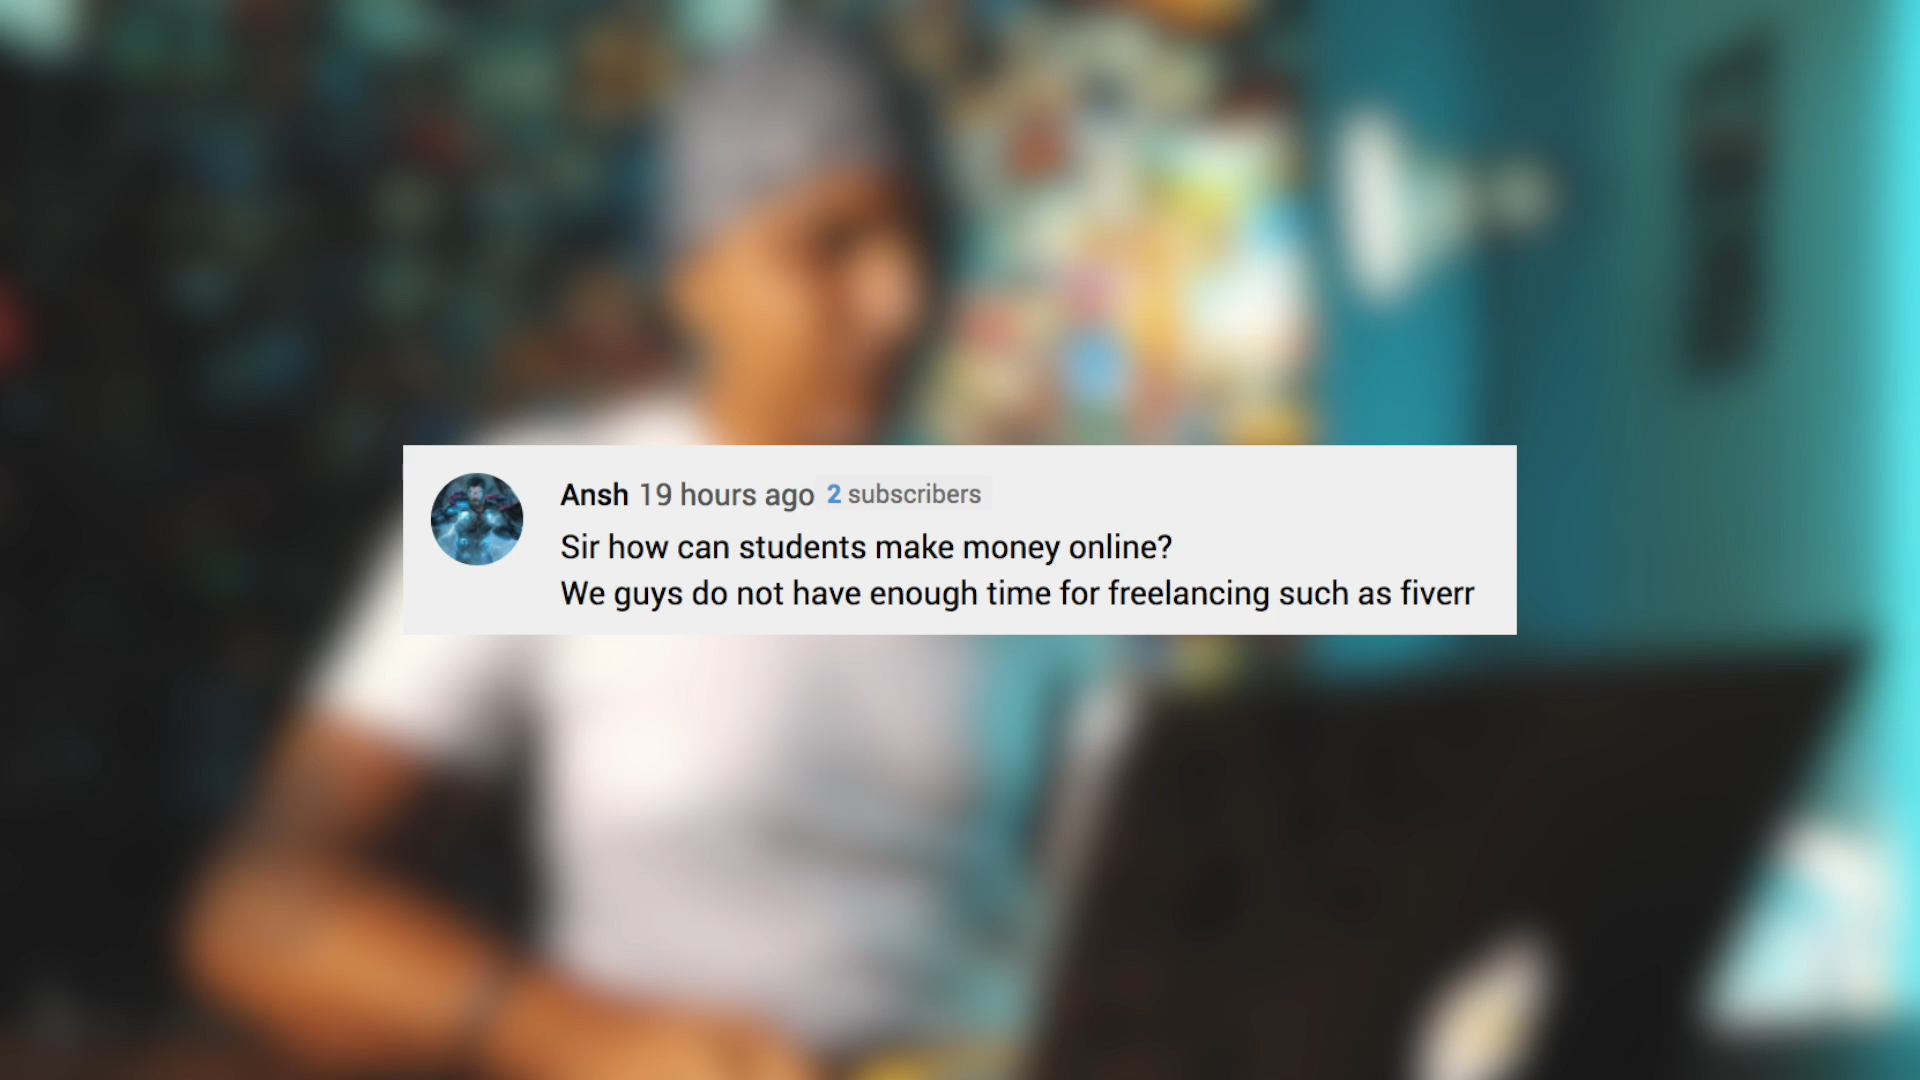 Ansh 19 hours ago 2 subscribers
Sir how can students make money online?
We guys do not have enough time for freelancing such as fiverr